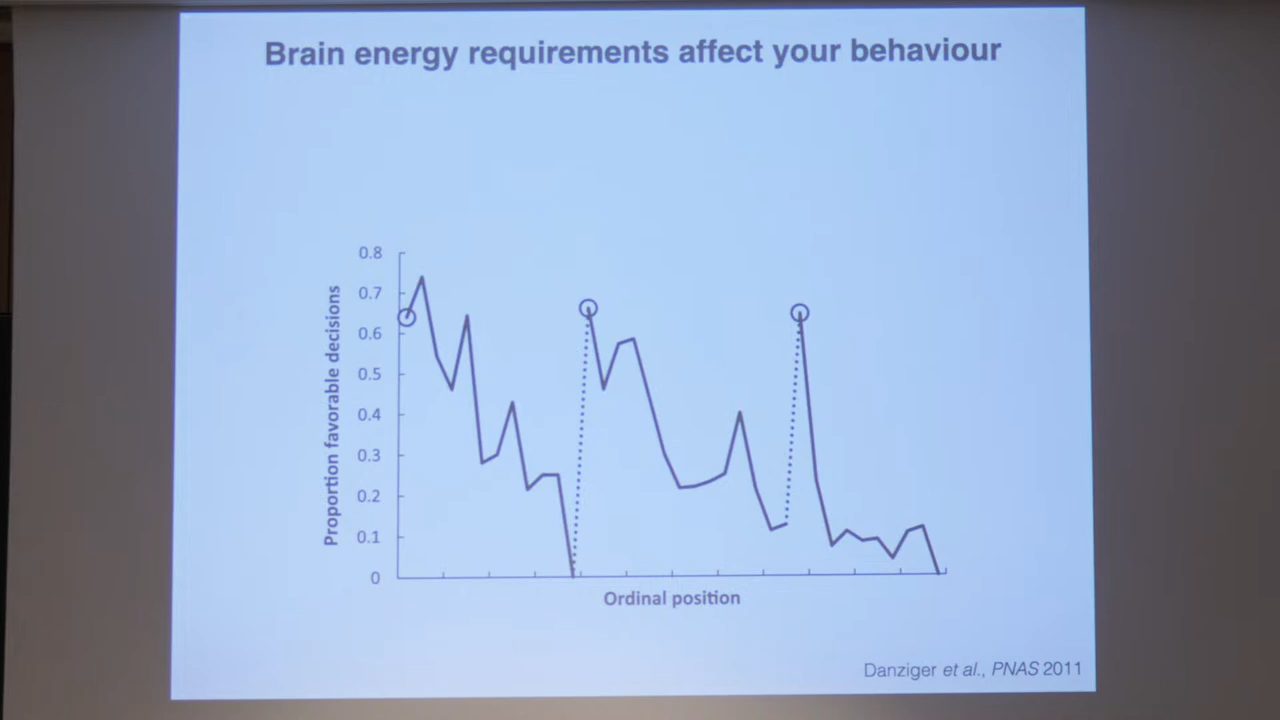 Brain energy requirements affect your behaviour
Proportion favorable decisions
0.8
0.7
0.6
0.5
0.4
0.3
0.2
0.1
0
Ordinal position
Danziger et al., PNAS 2011